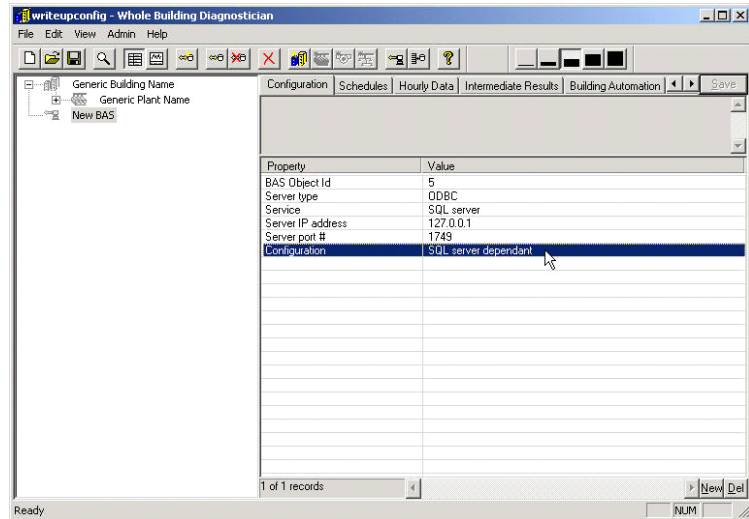 writeupconfig - Whole Building Diagnostician
File Edit View Admin Help
Generic Building Name
Generic Plant Name
New BAS
Configuration Schedules Hourly Data Intermediate Results Building Automation Save
Property Value
BAS Object Id 5
Server type ODBC
Service SQL server
Server IP address 127.0.0.1
Server port # 1749
Configuration SQL server dependant
1 of 1 records
New Del
Ready NUM